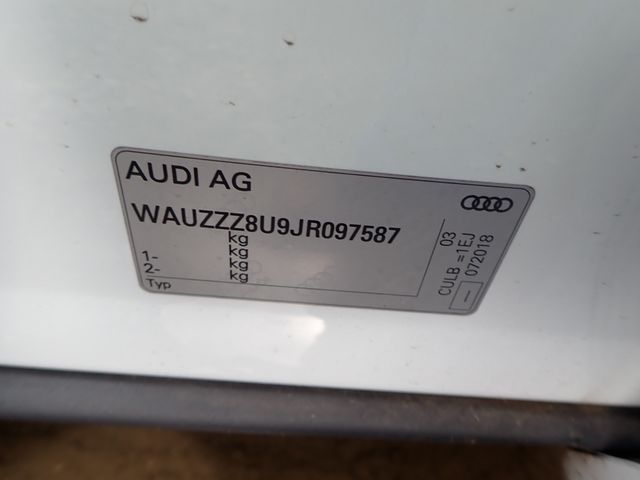 AUDI AG
WAUZZZ8U9JR097587
kg
kg
1- kg
2- kg
Typ
03
CULB =1EJ
072018